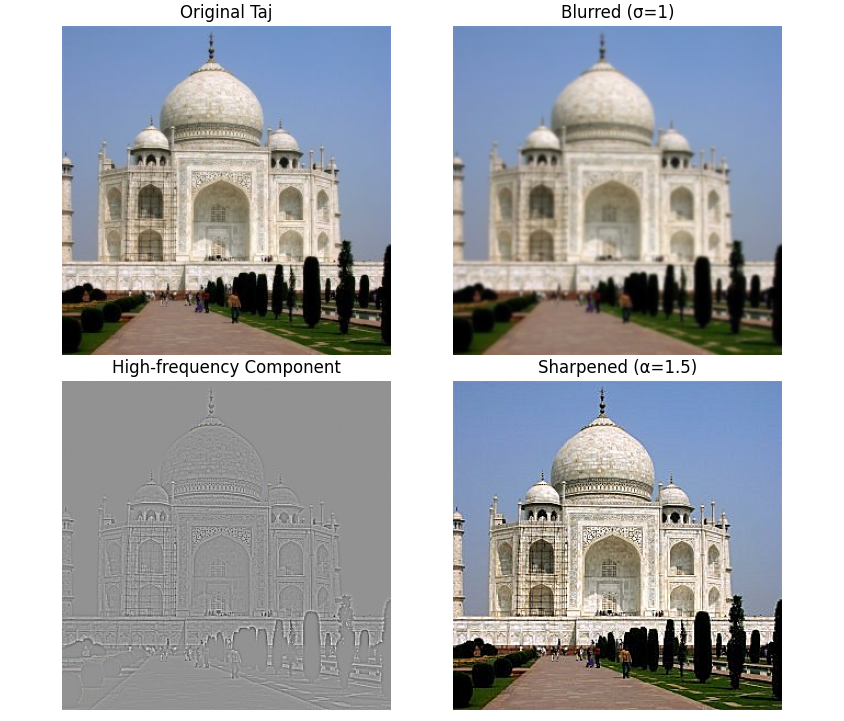 Original Taj
Blurred (σ=1)
High-frequency Component
Sharpened (α=1.5)